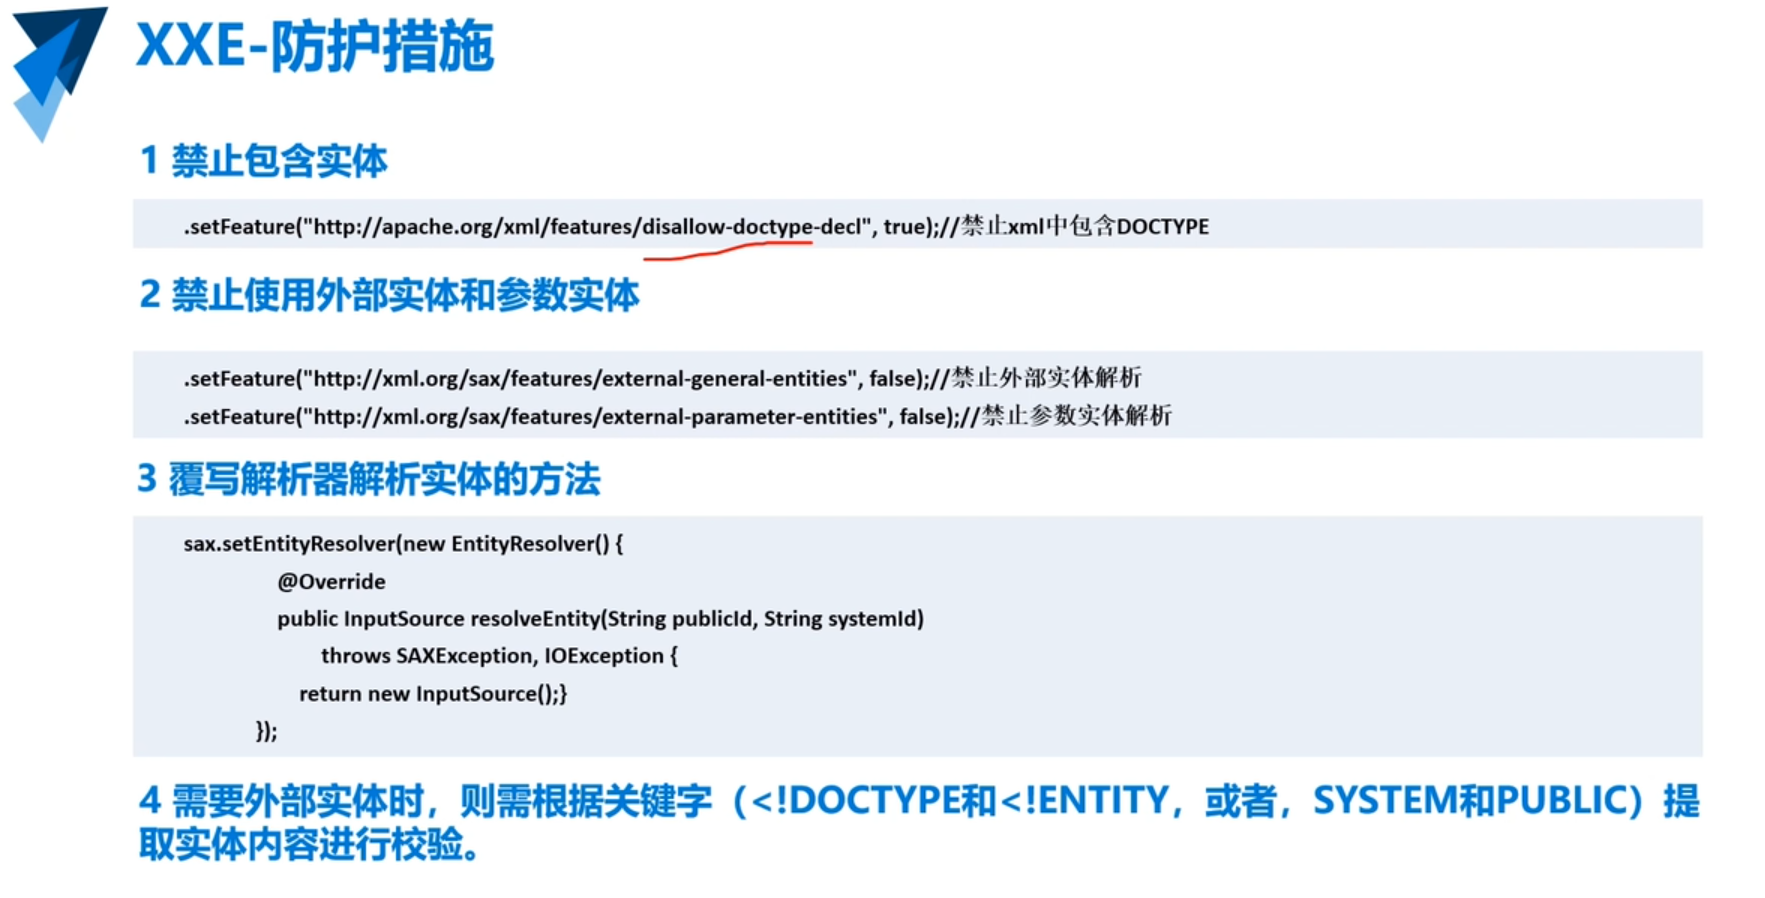 XXE-防护措施
1 禁止包含实体
.setFeature("http://apache.org/xml/features/disallow-doctype-decl", true);//禁止xml中包含DOCTYPE
2 禁止使用外部实体和参数实体
.setFeature("http://xml.org/sax/features/external-general-entities", false);//禁止外部实体解析
.setFeature("http://xml.org/sax/features/external-parameter-entities", false);//禁止参数实体解析
3 覆写解析器解析实体的方法
sax.setEntityResolver(new EntityResolver() {
@Override
public InputSource resolveEntity(String publicId, String systemId)
throws SAXException, IOException {
return new InputSource();}
});
4 需要外部实体时，则需根据关键字（<!DOCTYPE和<!ENTITY，或者，SYSTEM和PUBLIC）提
取实体内容进行校验。